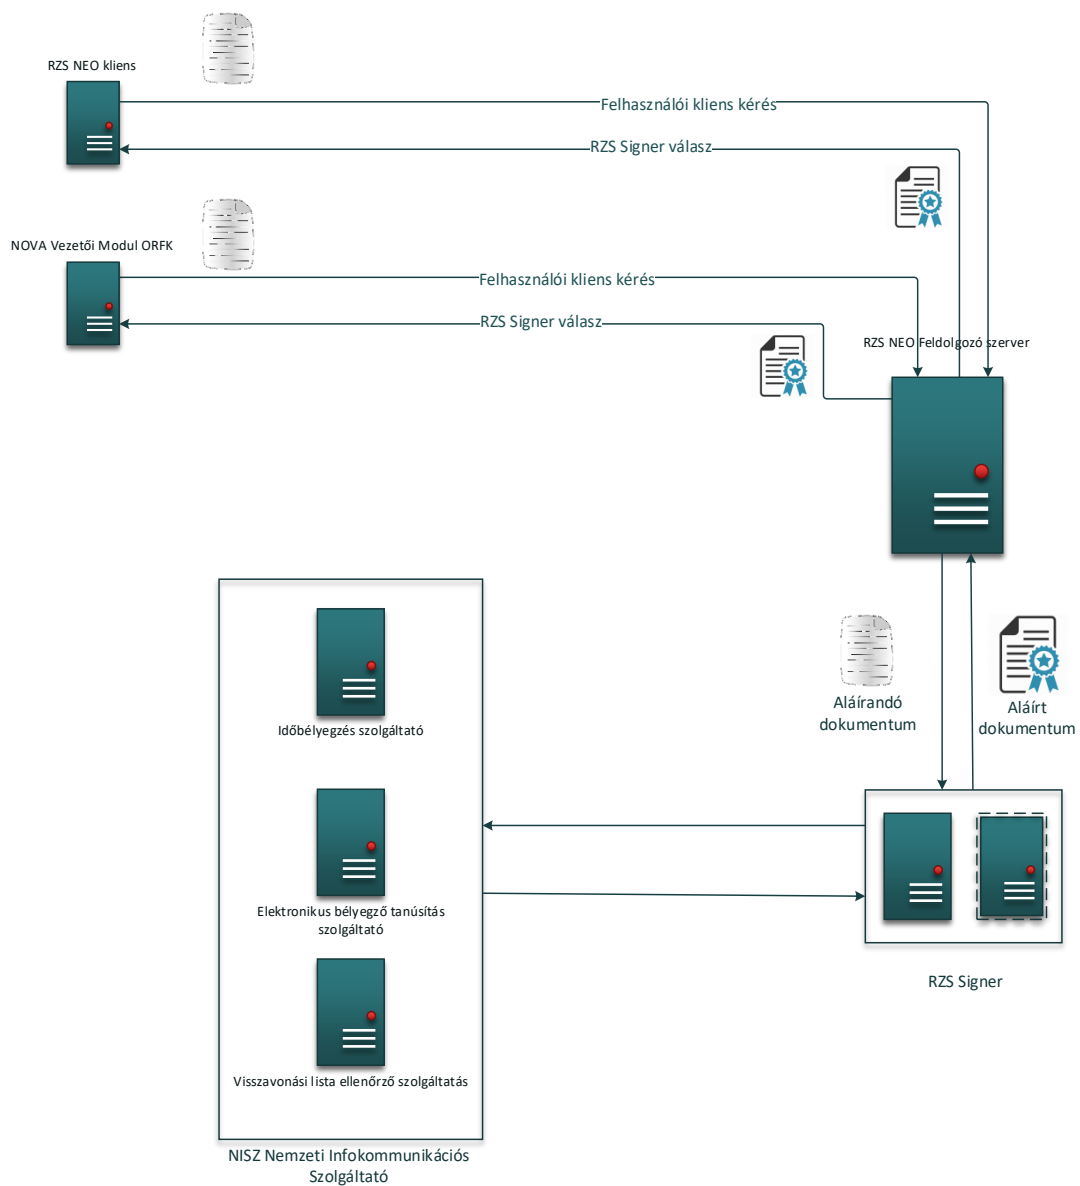 RZS NEO kliens
Felhasználói kliens kérés
RZS Signer válasz
NOVA Vezetői Modul ORFK
Felhasználói kliens kérés
RZS Signer válasz
RZS NEO Feldolgozó szerver
Aláírandó
dokumentum
Aláírt
dokumentum
Időbélyegzés szolgáltató
Elektronikus bélyegző tanúsítás
szolgáltató
RZS Signer
Visszavonási lista ellenőrző szolgáltatás
NISZ Nemzeti Infokommunikációs
Szolgáltató